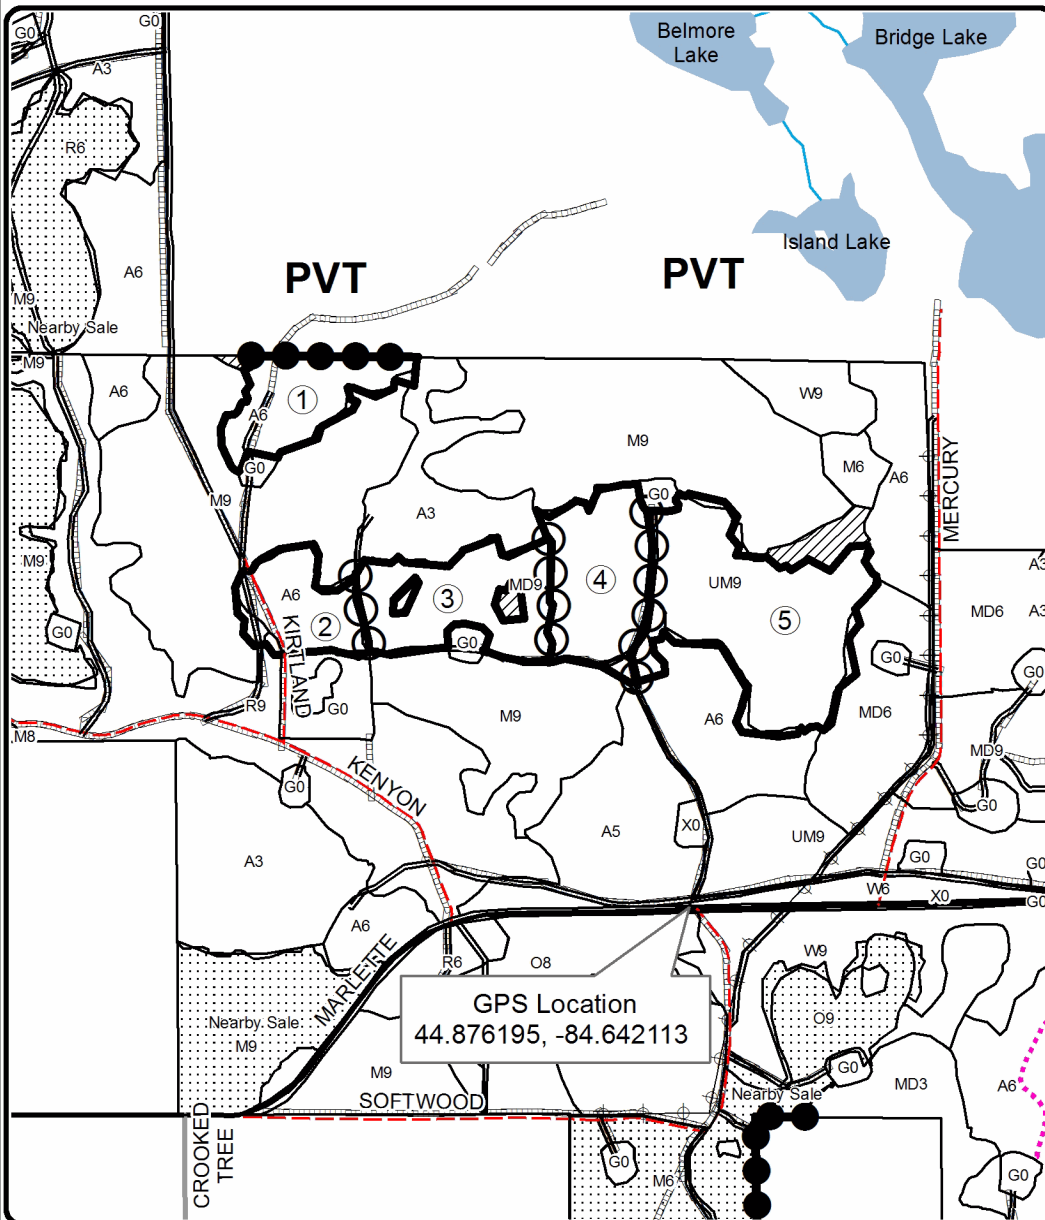 G0
G0
Belmore
Lake
Bridge Lake
A3
R6
A6
Island Lake
PVT
PVT
M9
Nearby Sale
M9
A6
W9
1
A6
M9
MERCURY
G0
M6
A6
M9
G0
A3
M9
A3
UM9
4
MD9
A6
3
MD6
A3
2
5
KIRTLAND
G0
G0
G0
G0
R9
G0
M9
A6
MD6
M8
MD9
KENYON
G0
G0
X0
A5
UM9
A3
G0
G0
W6
X0
G0
A6
MARLETTE
W9
R6
O8
GPS Location
44.876195, -84.642113
Nearby Sale
M9
O9
G0
M9
MD3
A6
SOFTWOOD
Nearby Sale
CROOKED
TREE
G0
M6
G0